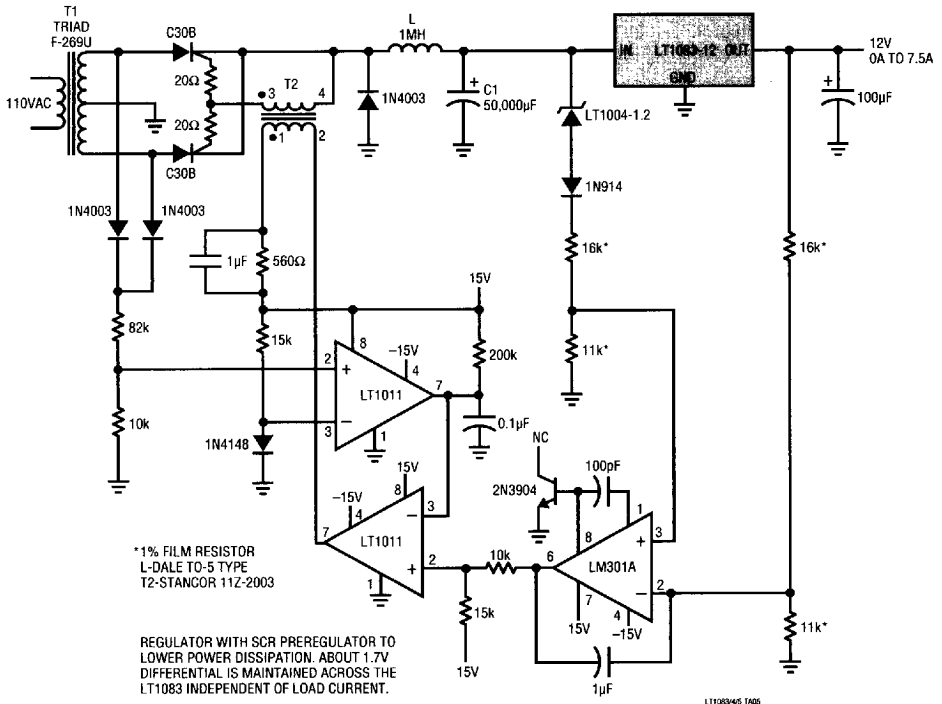 T1
TRIAD
F-269U
110VAC
C30B
20Ω
20Ω
C30B
T2
3
4
1
2
1N4003
L
1MH
+
C1
50,000µF
IN
LT1083-12
OUT
GND
12V
0A TO 7.5A
+
100µF
LT1004-1.2
1N914
16k*
16k*
11k*
11k*
1N4003
1N4003
1µF
560Ω
82k
15k
10k
1N4148
15V
200k
0.1µF
–15V
2
+
8
4
7
LT1011
–
3
1
15V
–15V
8
4
7
–
3
LT1011
+
2
1
10k
15k
15V
NC
2N3904
100pF
1
8
+
3
6
LM301A
–
2
7
4
15V
–15V
1µF
*1% FILM RESISTOR
L-DALE TO-5 TYPE
T2-STANCOR 11Z-2003
REGULATOR WITH SCR PREREGULATOR TO
LOWER POWER DISSIPATION. ABOUT 1.7V
DIFFERENTIAL IS MAINTAINED ACROSS THE
LT1083 INDEPENDENT OF LOAD CURRENT.
LT1083/4/5 TA05